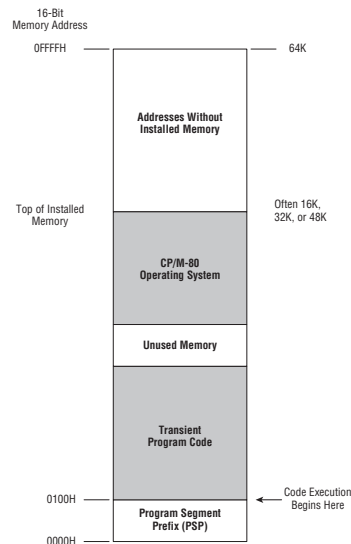 16-Bit
Memory Address
0FFFFH
64K
Addresses Without
Installed Memory
Top of Installed
Memory
Often 16K,
32K, or 48K
CP/M-80
Operating System
Unused Memory
Transient
Program Code
0100H
Code Execution
Begins Here
Program Segment
Prefix (PSP)
0000H